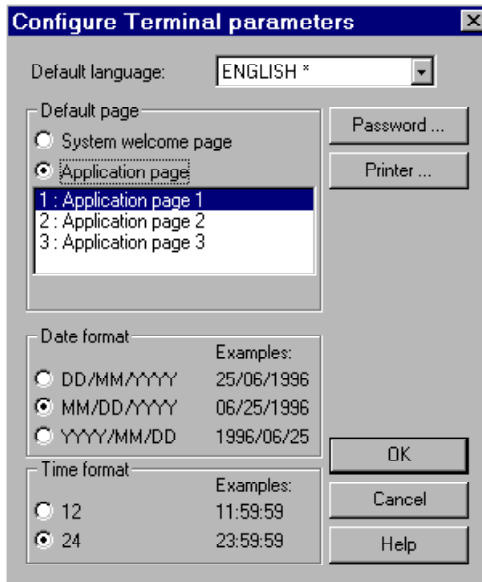 Configure Terminal parameters
Default language: ENGLISH *
Default page
System welcome page
Application page
1 : Application page 1
2 : Application page 2
3 : Application page 3
Password ...
Printer ...
Date format
Examples:
DD/MM/YYYY 25/06/1996
MM/DD/YYYY 06/25/1996
YYYY/MM/DD 1996/06/25
Time format
Examples:
12 11:59:59
24 23:59:59
OK
Cancel
Help